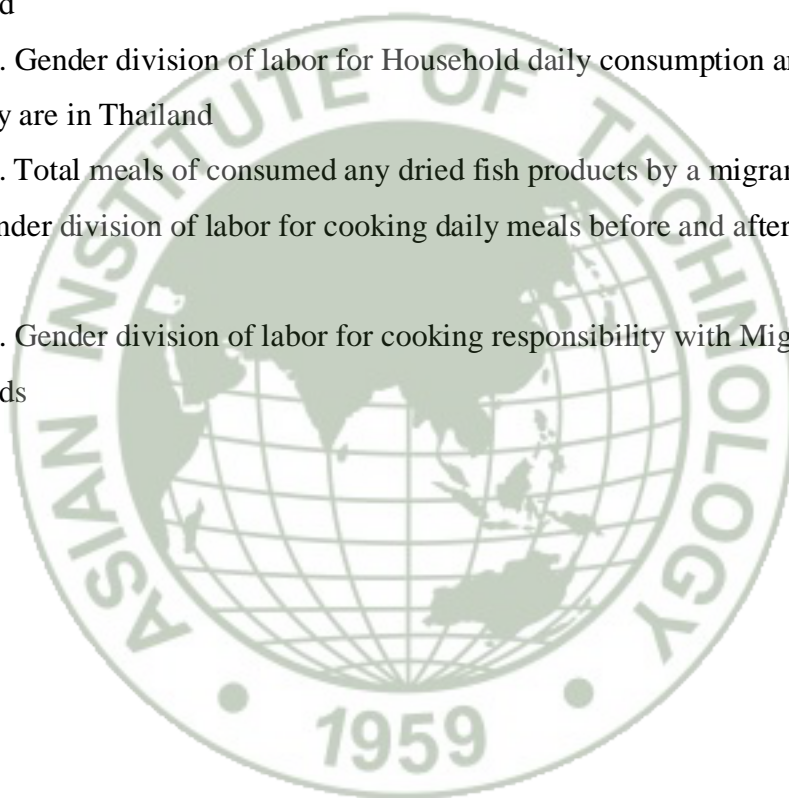 d
. Gender division of labor for Household daily consumption a
y are in Thailand
. Total meals of consumed any dried fish products by a migran
nder division of labor for cooking daily meals before and after
. Gender division of labor for cooking responsibility with Mig
ds
ASIAN INSTITUTE OF TECHNOLOGY
1959